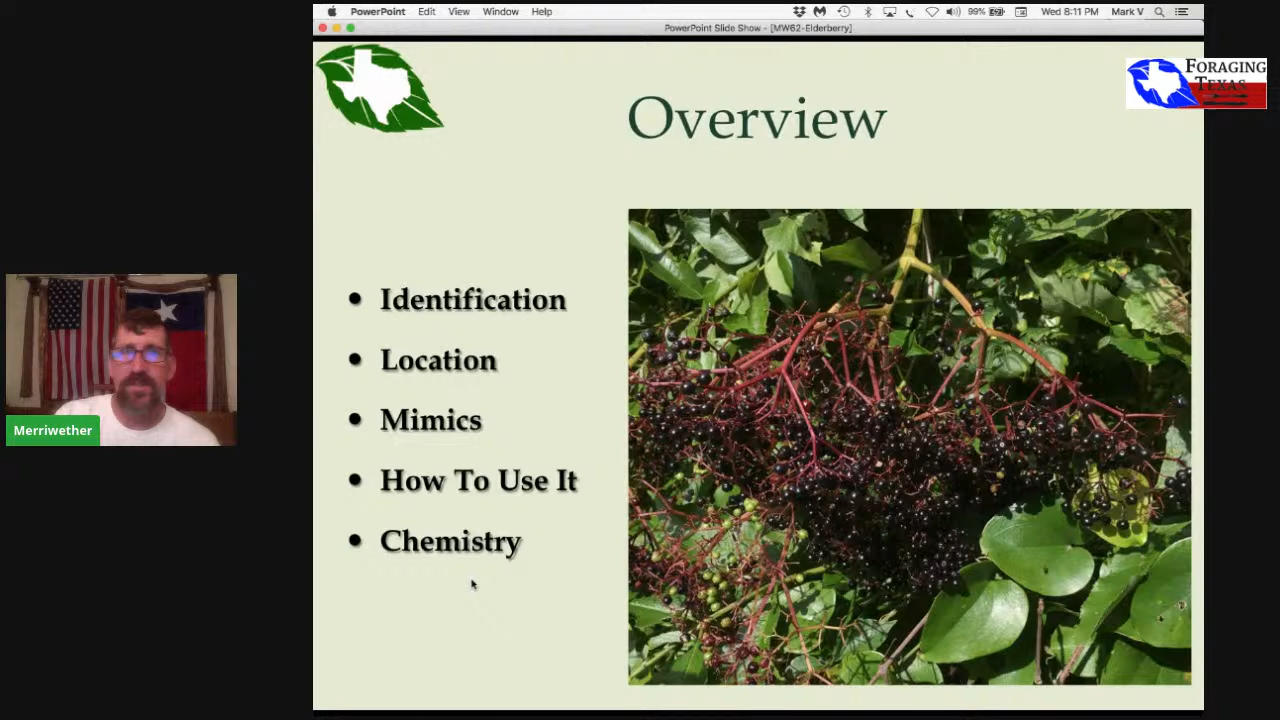 PowerPoint Edit View Window Help 99% Wed 8:11 PM Mark V
PowerPoint Slide Show - [MW62-Elderberry]
FORAGING
TEXAS
Overview
• Identification
• Location
• Mimics
• How To Use It
• Chemistry
Merriwether